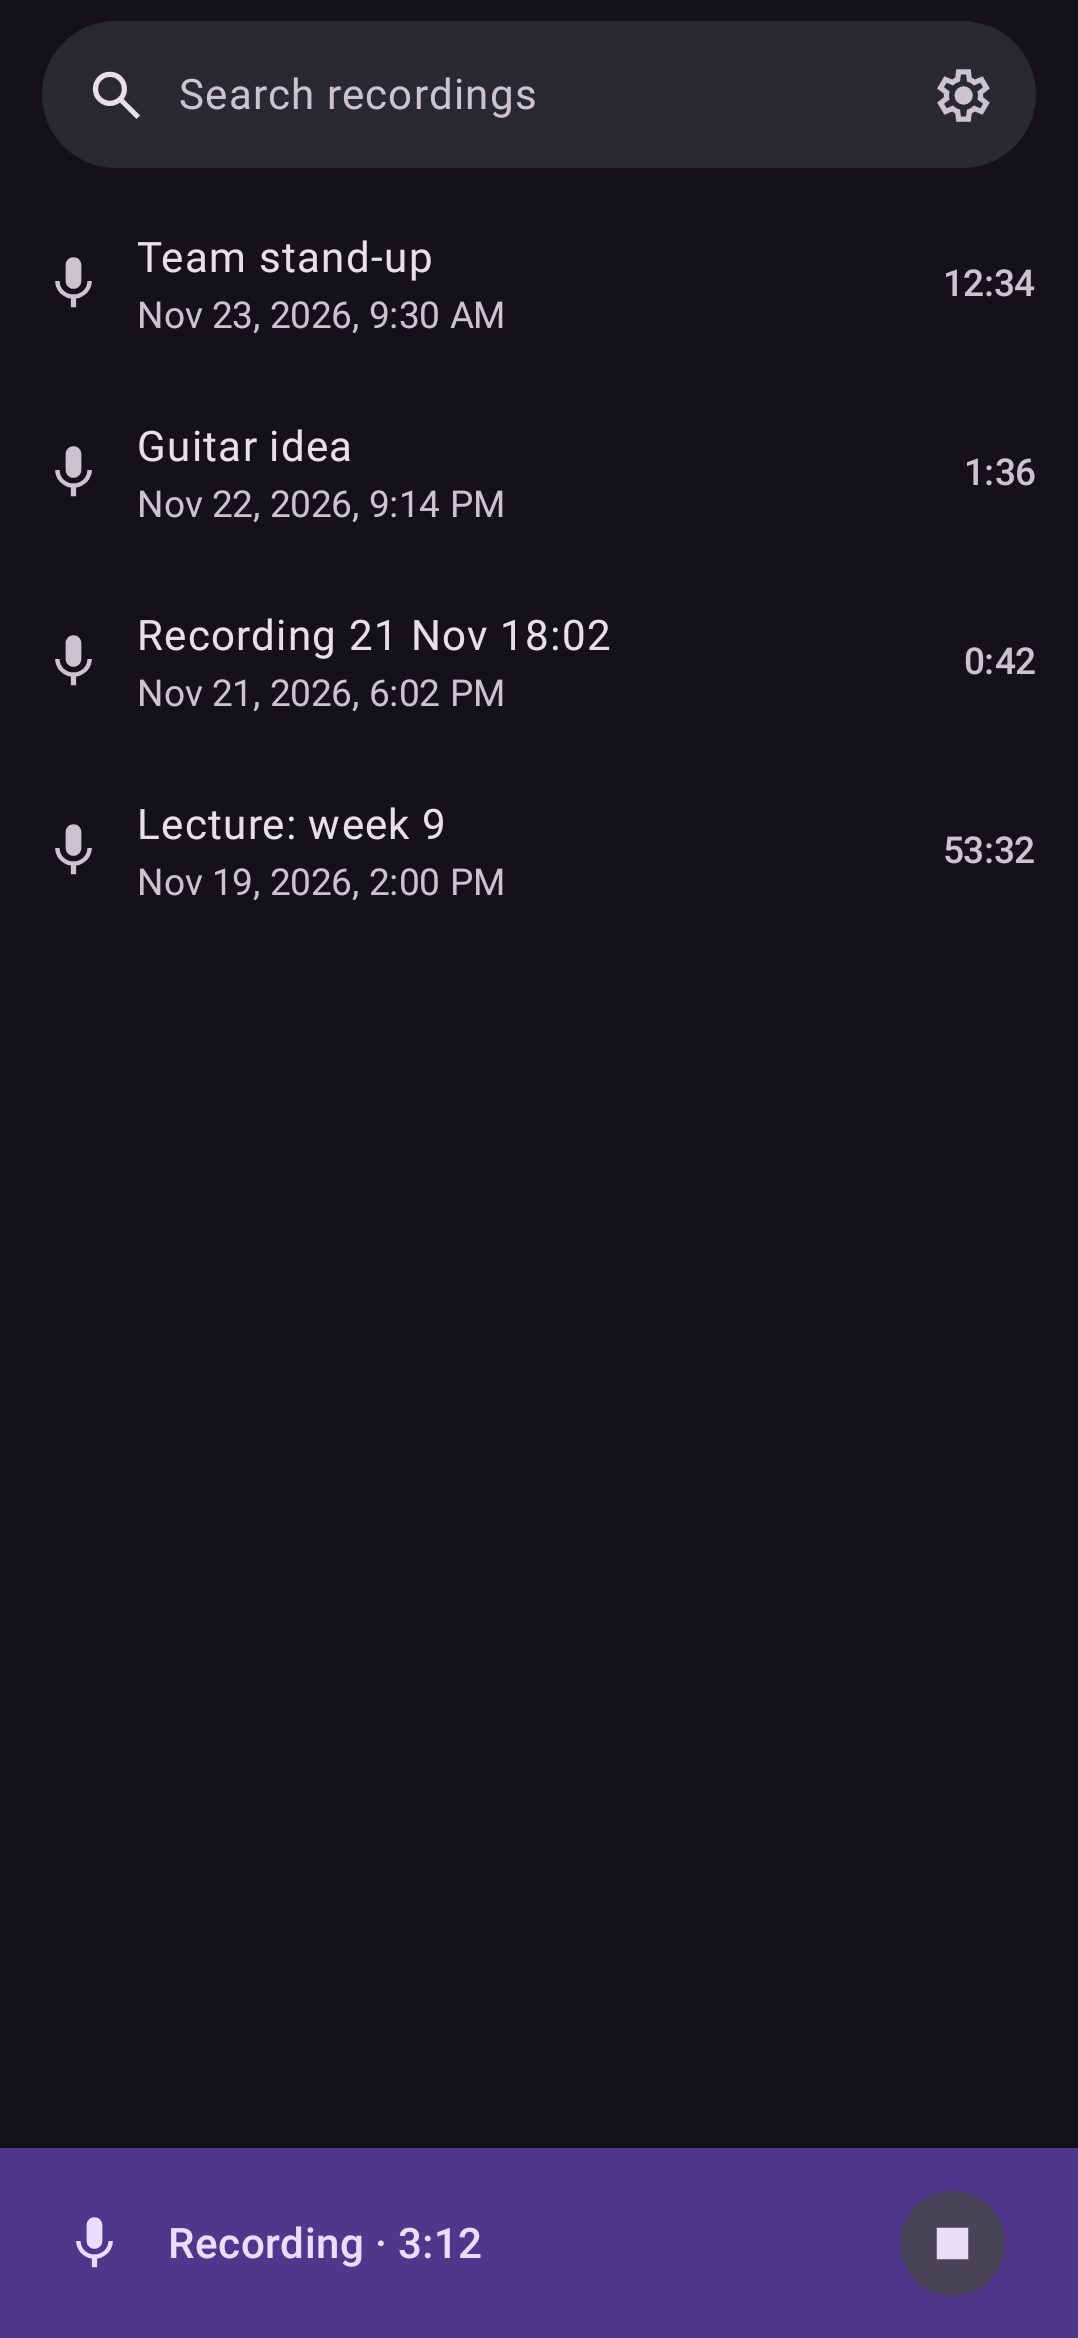 Search recordings
Team stand-up
Nov 23, 2026, 9:30 AM
12:34
Guitar idea
Nov 22, 2026, 9:14 PM
1:36
Recording 21 Nov 18:02
Nov 21, 2026, 6:02 PM
0:42
Lecture: week 9
Nov 19, 2026, 2:00 PM
53:32
Recording · 3:12